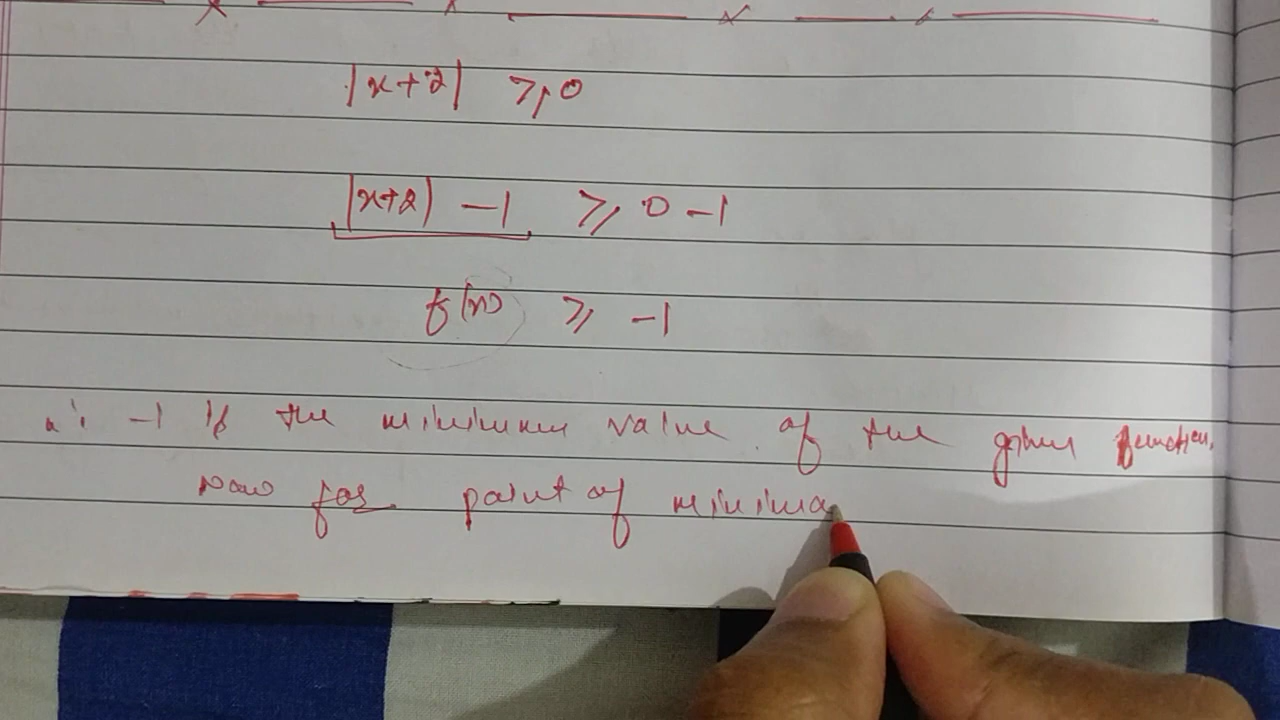 |x+2| ≥ 0
|x+2| - 1 ≥ 0 - 1
f(x) ≥ -1
∴ -1 is the minimum value of the given function.
Now for point of minima